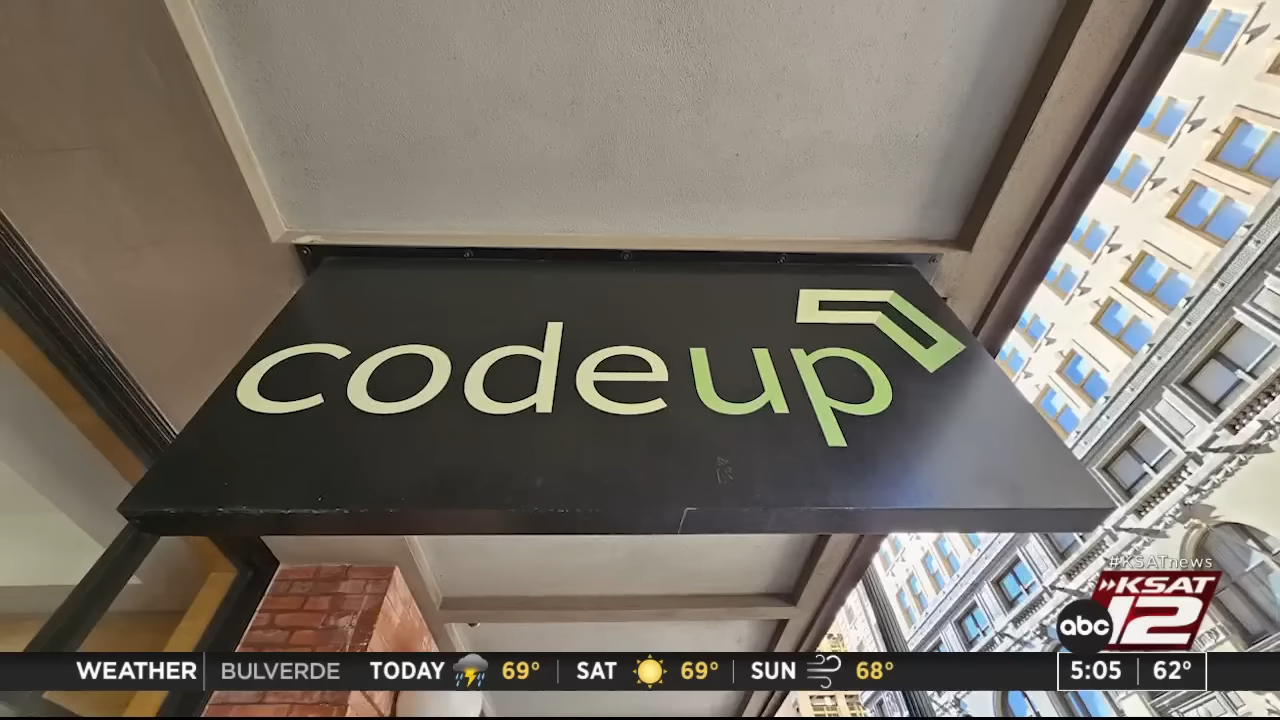 codeup
#KSATnews
KSAT
abc 12
WEATHER BULVERDE TODAY 69° SAT 69° SUN 68° 5:05 62°